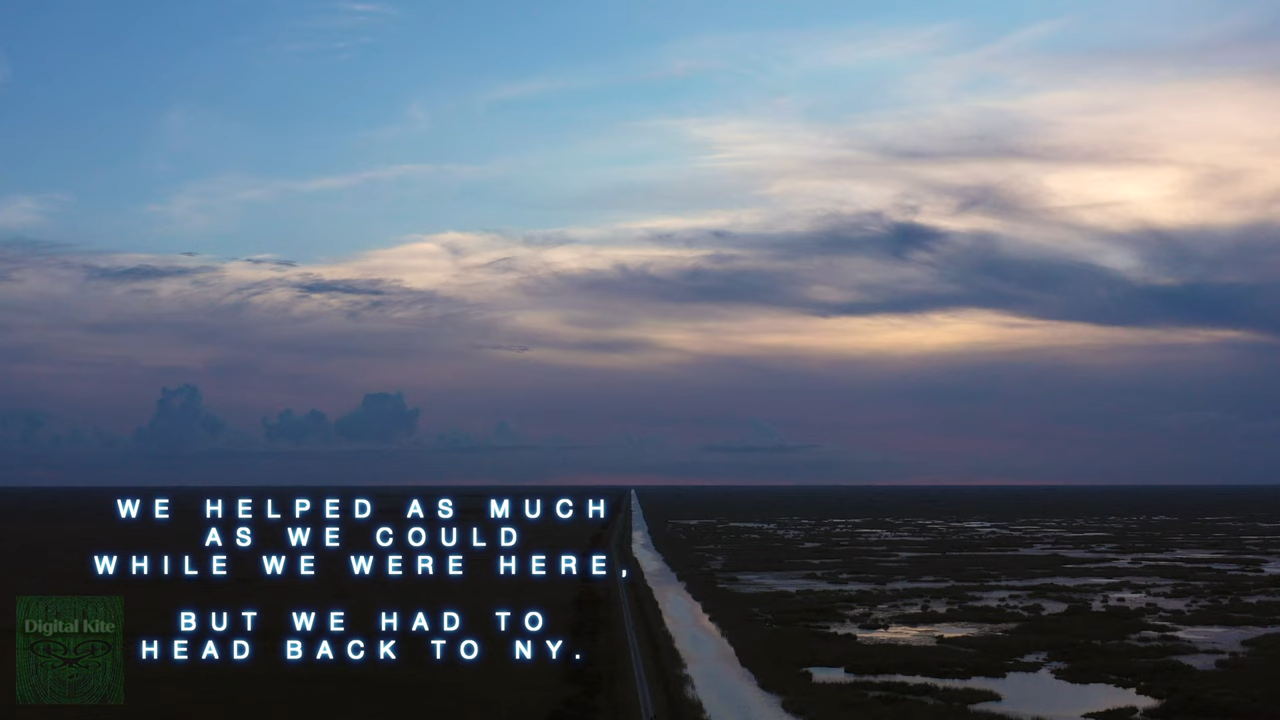 WE HELPED AS MUCH
AS WE COULD
WHILE WE WERE HERE,
BUT WE HAD TO
HEAD BACK TO NY.
Digital Kite